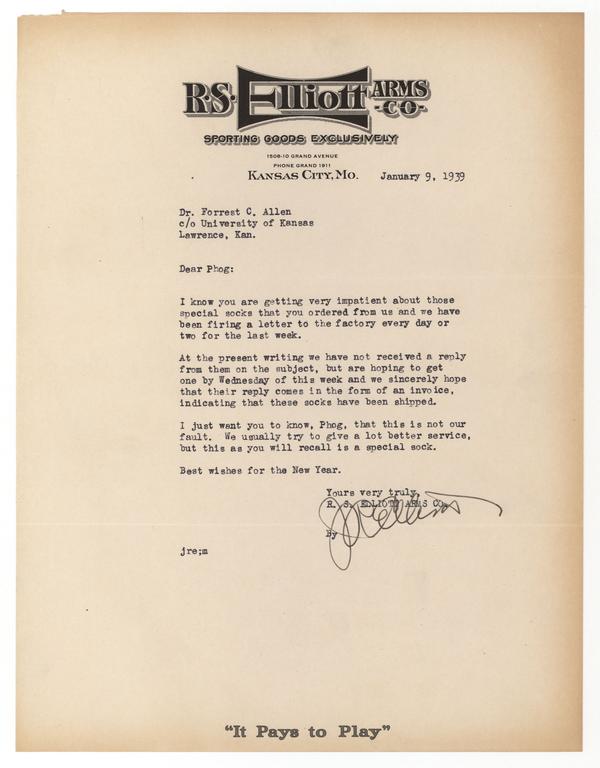 R.S. Elliott ARMS CO.
SPORTING GOODS EXCLUSIVELY
1508-10 GRAND AVENUE
PHONE GRAND 1911
KANSAS CITY, MO. January 9, 1939
Dr. Forrest C. Allen
c/o University of Kansas
Lawrence, Kan.
Dear Phog:
I know you are getting very impatient about those
special socks that you ordered from us and we have
been firing a letter to the factory every day or
two for the last week.
At the present writing we have not received a reply
from them on the subject, but are hoping to get
one by Wednesday of this week and we sincerely hope
that their reply comes in the form of an invoice,
indicating that these socks have been shipped.
I just want you to know, Phog, that this is not our
fault. We usually try to give a lot better service,
but this as you will recall is a special sock.
Best wishes for the New Year.
Yours very truly,
R. S. ELLIOTT ARMS CO.
By
jre;m
"It Pays to Play"